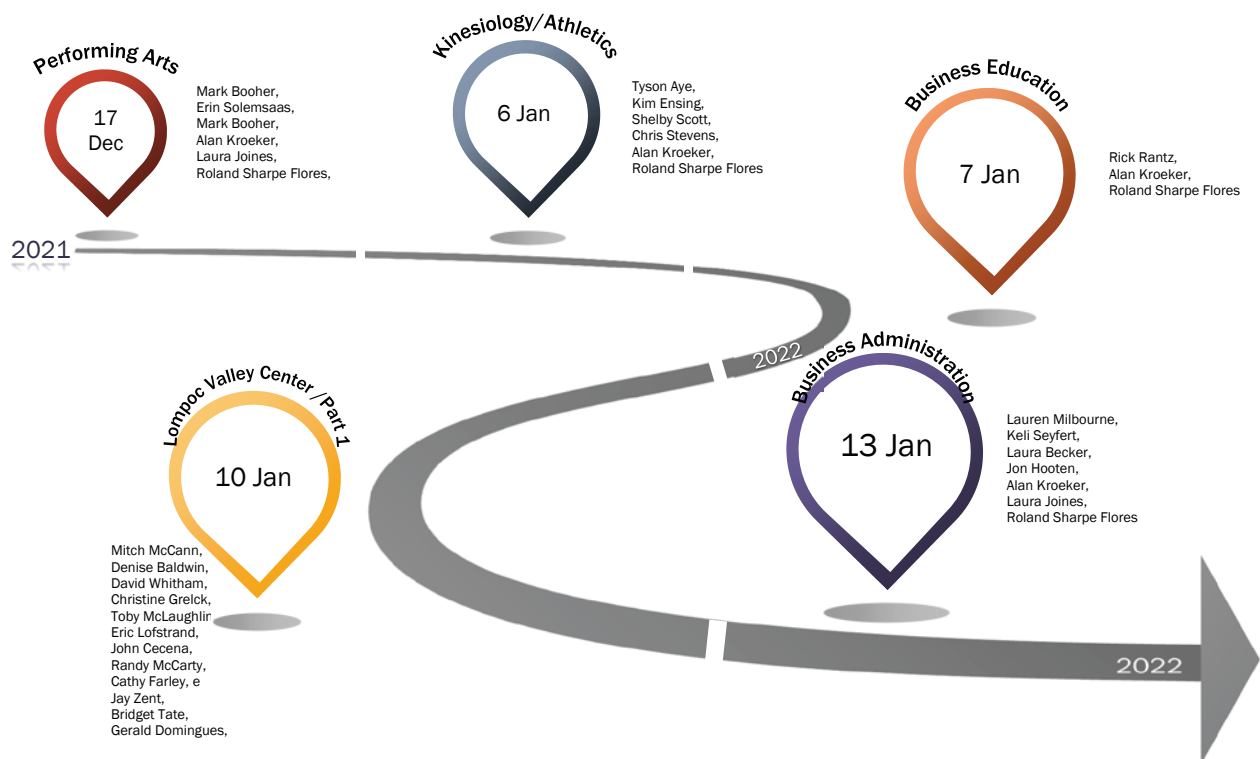 Performing Arts
17
Dec
Mark Booher,
Erin Solemsaas,
Mark Booher,
Alan Kroeker,
Laura Joines,
Roland Sharpe Flores,
Kinesiology/Athletics
6 Jan
Tyson Aye,
Kim Ensing,
Shelby Scott,
Chris Stevens,
Alan Kroeker,
Roland Sharpe Flores
Business Education
7 Jan
Rick Rantz,
Alan Kroeker,
Roland Sharpe Flores
2021
2022
Lompoc Valley Center /Part 1
10 Jan
Mitch McCann,
Denise Baldwin,
David Whitham,
Christine Grelck,
Toby McLaughlin
Eric Lofstrand,
John Cecena,
Randy McCarty,
Cathy Farley, e
Jay Zent,
Bridget Tate,
Gerald Domingues,
Business Administration
13 Jan
Lauren Milbourne,
Keli Seyfert,
Laura Becker,
Jon Hooten,
Alan Kroeker,
Laura Joines,
Roland Sharpe Flores
2022